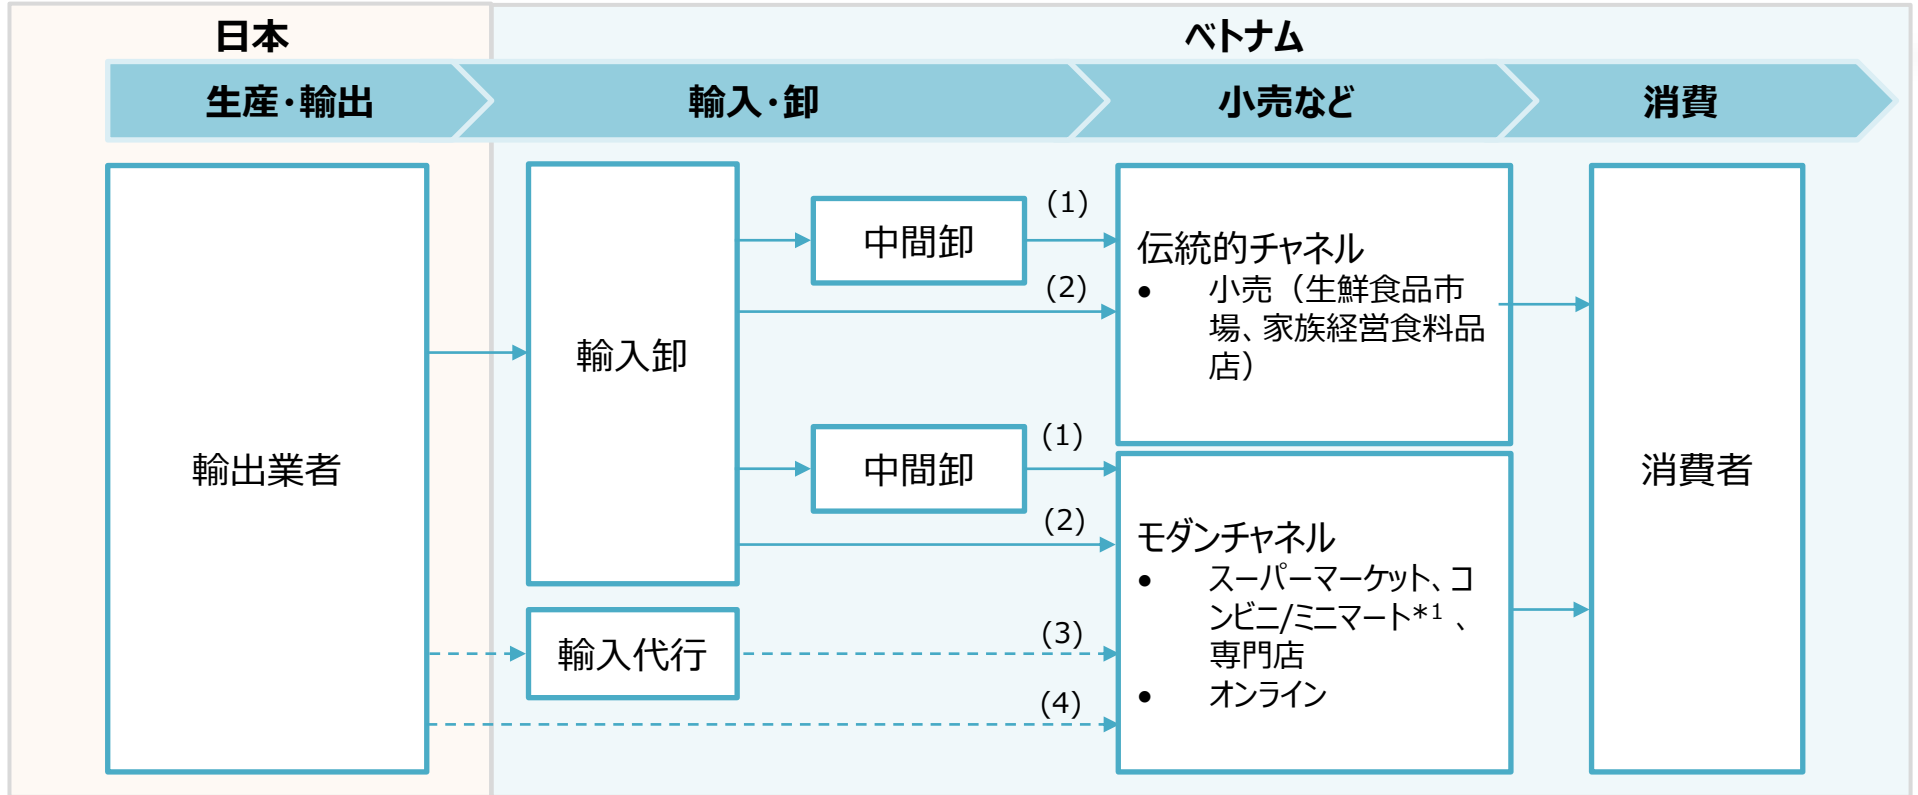 日本
ベトナム
生産・輸出
輸入・卸
小売など
消費
輸出業者
輸入卸
中間卸
(1)
(2)
中間卸
(1)
(2)
輸入代行
(3)
(4)
伝統的チャネル
• 小売（生鮮食品市
場、家族経営食料品
店）
モダンチャネル
• スーパーマーケット、コ
ンビニ/ミニマート*1 、
専門店
• オンライン
消費者